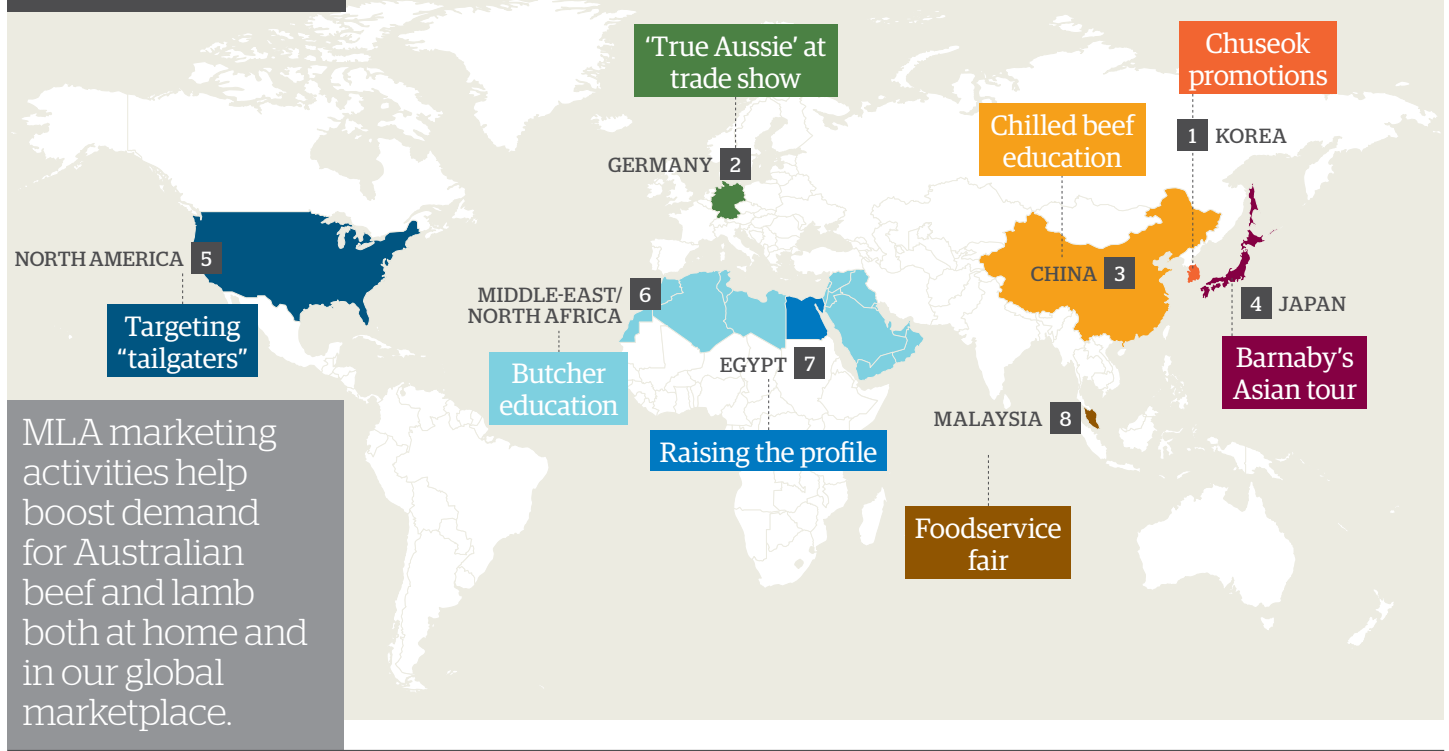 'True Aussie' at
trade show
Chuseok
promotions
Chilled beef
education
1 KOREA
GERMANY 2
NORTH AMERICA 5
CHINA 3
MIDDLE-EAST/
NORTH AFRICA
6
4 JAPAN
Targeting
"tailgaters"
Butcher
education
EGYPT 7
Barnaby's
Asian tour
MALAYSIA 8
Raising the profile
Foodservice
fair
MLA marketing
activities help
boost demand
for Australian
beef and lamb
both at home and
in our global
marketplace.